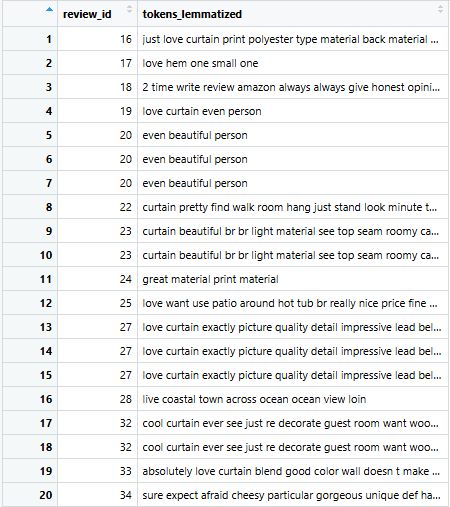 review_id tokens_lemmatized
1 16 just love curtain print polyester type material back material ...
2 17 love hem one small one
3 18 2 time write review amazon always always give honest opini...
4 19 love curtain even person
5 20 even beautiful person
6 20 even beautiful person
7 20 even beautiful person
8 22 curtain pretty find walk room hang just stand look minute t...
9 23 curtain beautiful br br light material see top seam roomy ca...
10 23 curtain beautiful br br light material see top seam roomy ca...
11 24 great material print material
12 25 love want use patio around hot tub br really nice price fine ...
13 27 love curtain exactly picture quality detail impressive lead bel...
14 27 love curtain exactly picture quality detail impressive lead bel...
15 27 love curtain exactly picture quality detail impressive lead bel...
16 28 live coastal town across ocean ocean view loin
17 32 cool curtain ever see just re decorate guest room want woo...
18 32 cool curtain ever see just re decorate guest room want woo...
19 33 absolutely love curtain blend good color wall doesn t make ...
20 34 sure expect afraid cheesy particular gorgeous unique def ha...